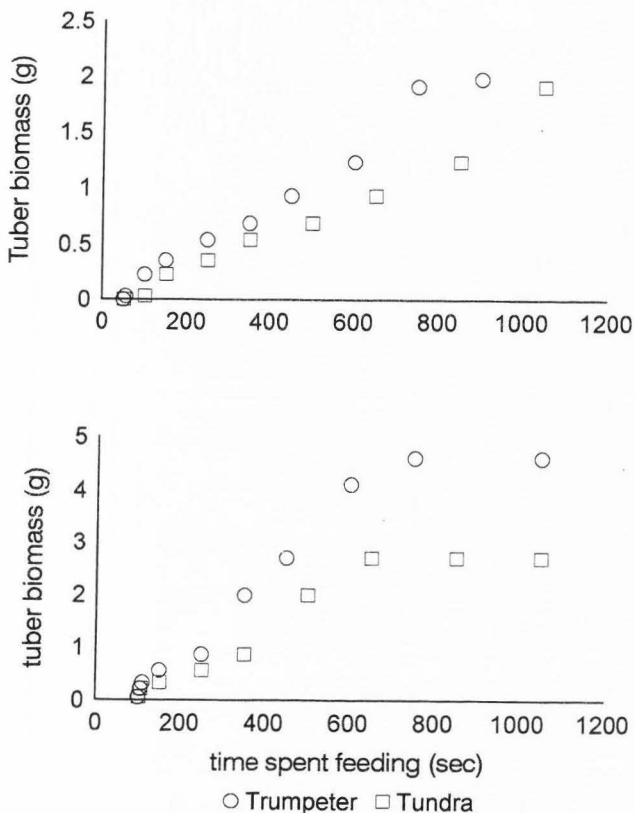 2.5
2
1.5
1
0.5
0
Tuber biomass (g)
0 200 400 600 800 1000 1200
5
4
3
2
1
0
tuber biomass (g)
0 200 400 600 800 1000 1200
time spent feeding (sec)
○ Trumpeter □ Tundra